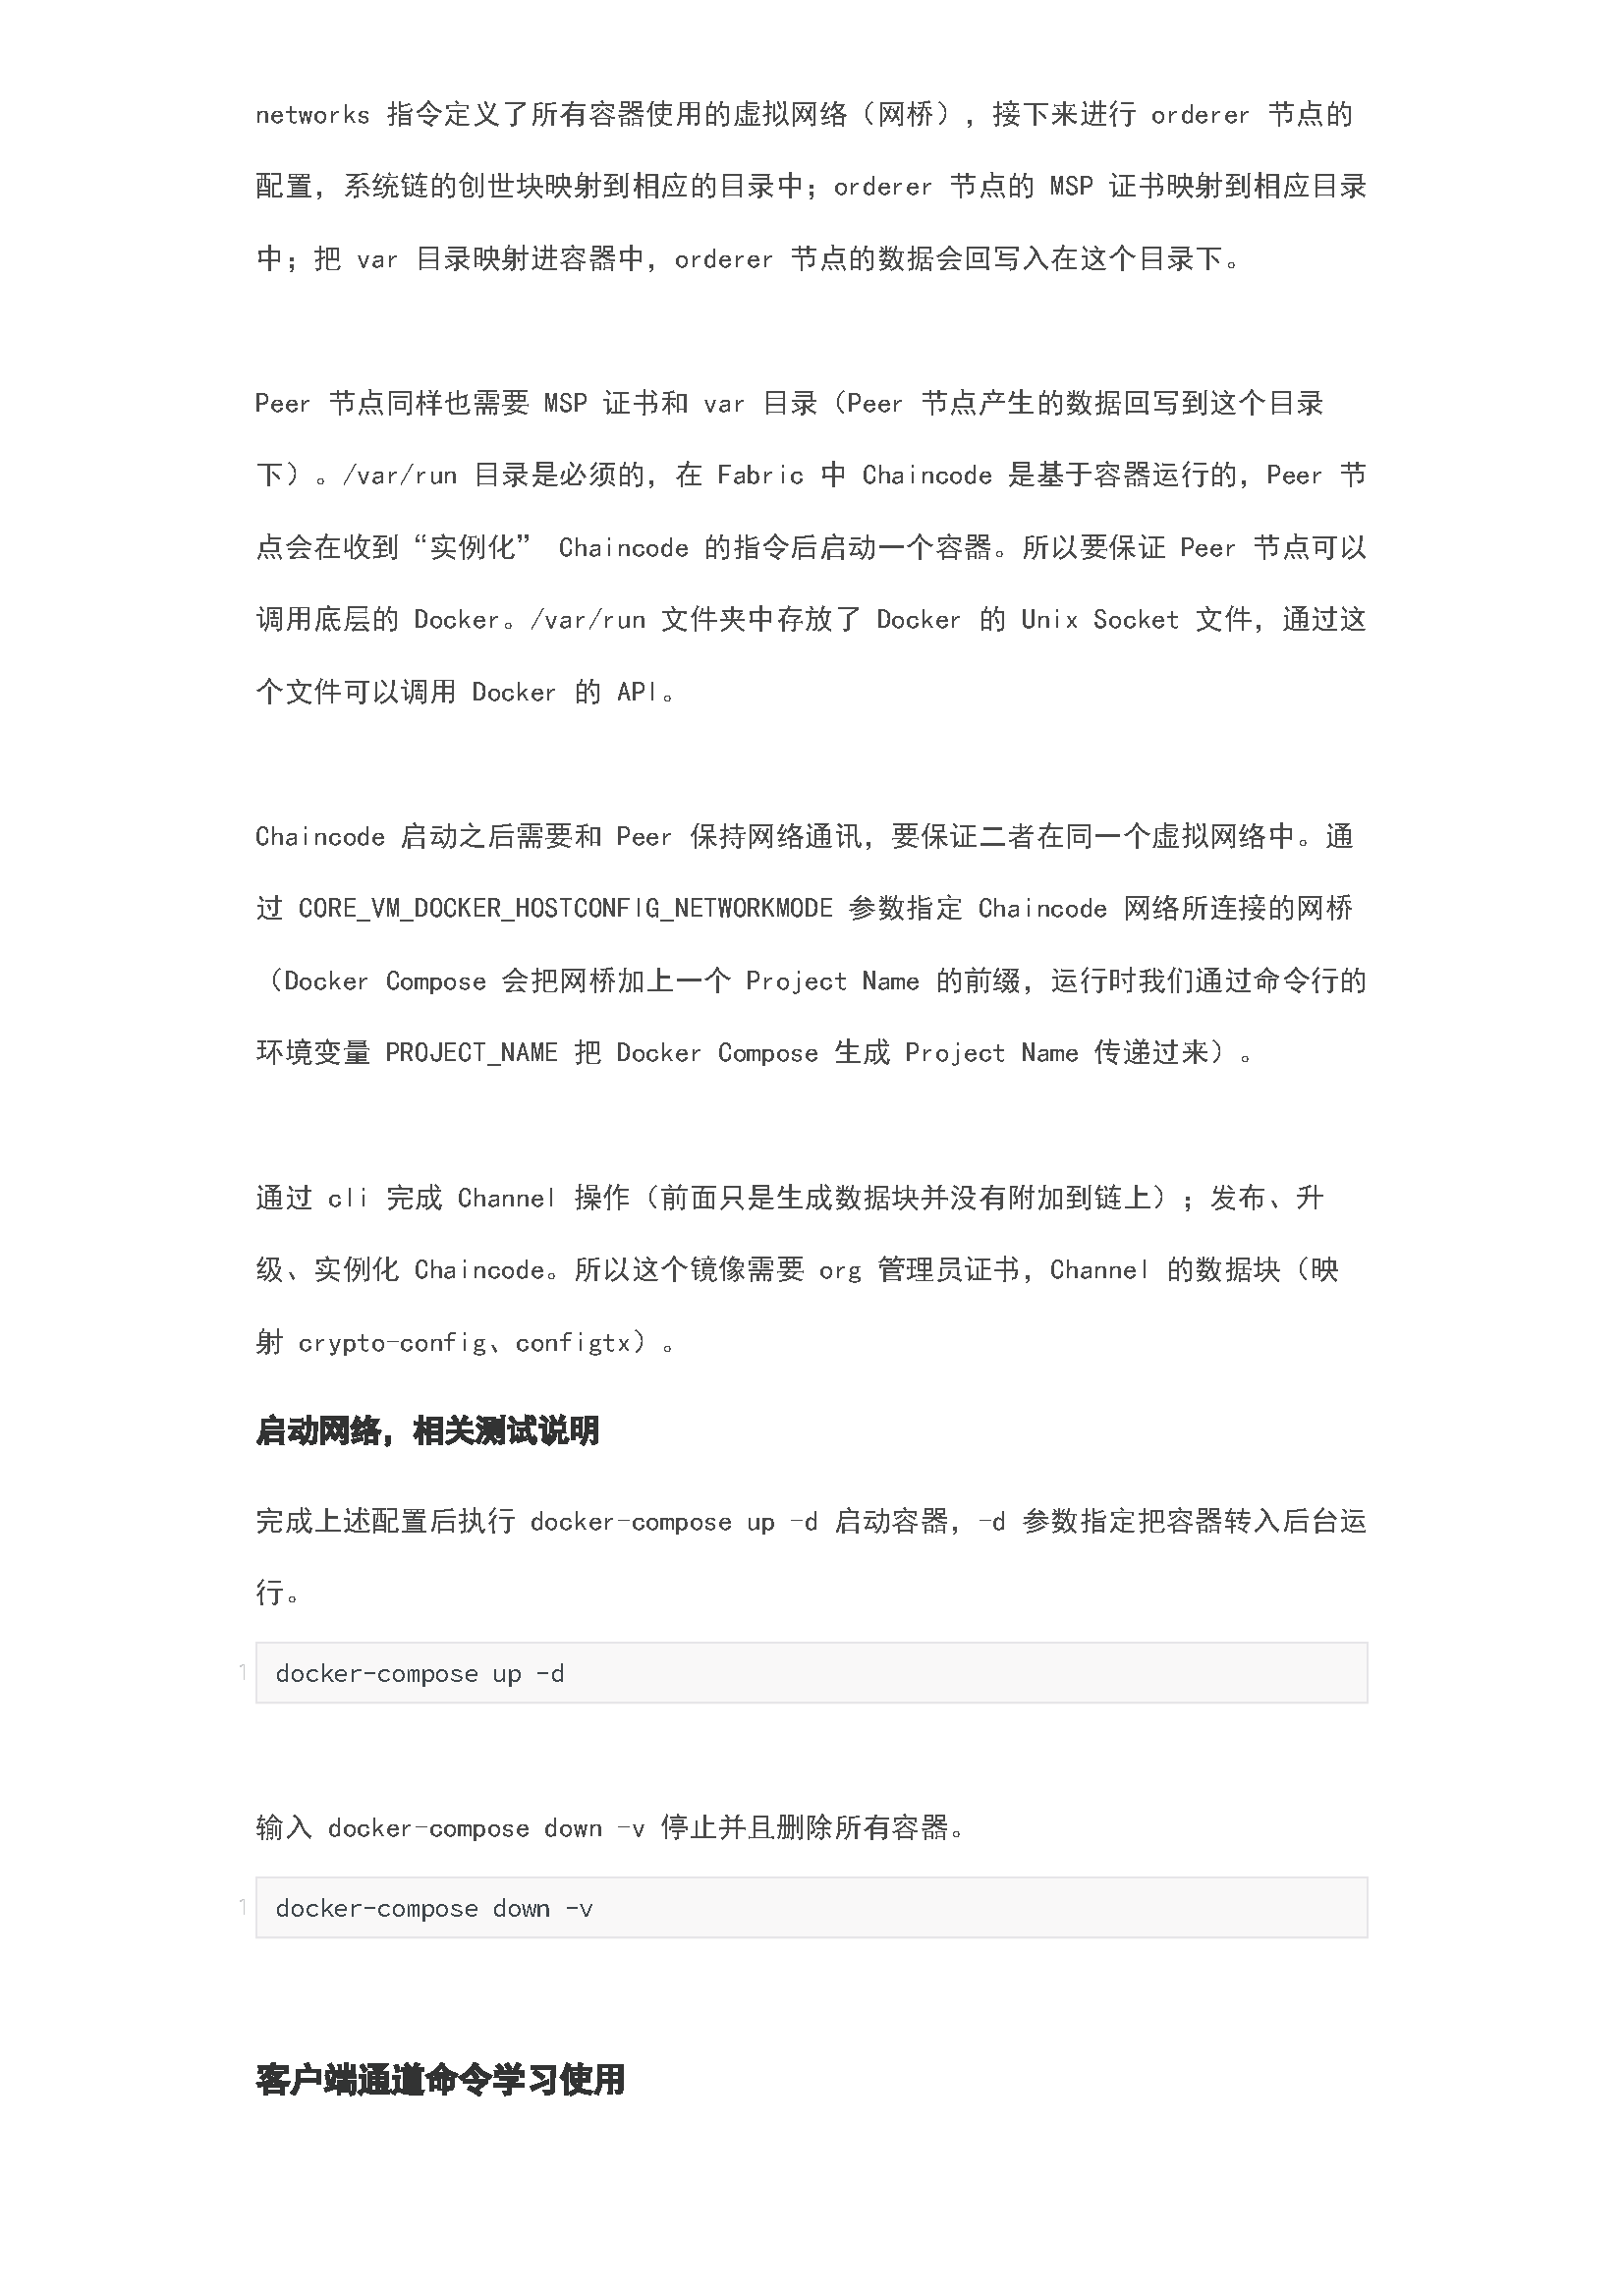 networks 指令定义了所有容器使用的虚拟网络（网桥），接下来进行 orderer 节点的
配置，系统链的创世块映射到相应的目录中；orderer 节点的 MSP 证书映射到相应目录
中；把 var 目录映射进容器中，orderer 节点的数据会回写入在这个目录下。
Peer 节点同样也需要 MSP 证书和 var 目录（Peer 节点产生的数据回写到这个目录
下）。/var/run 目录是必须的，在 Fabric 中 Chaincode 是基于容器运行的，Peer 节
点会在收到“实例化” Chaincode 的指令后启动一个容器。所以要保证 Peer 节点可以
调用底层的 Docker。/var/run 文件夹中存放了 Docker 的 Unix Socket 文件，通过这
个文件可以调用 Docker 的 API。
Chaincode 启动之后需要和 Peer 保持网络通讯，要保证二者在同一个虚拟网络中。通
过 CORE_VM_DOCKER_HOSTCONFIG_NETWORKMODE 参数指定 Chaincode 网络所连接的网桥
（Docker Compose 会把网桥加上一个 Project Name 的前缀，运行时我们通过命令行的
环境变量 PROJECT_NAME 把 Docker Compose 生成 Project Name 传递过来）。
通过 cli 完成 Channel 操作（前面只是生成数据块并没有附加到链上）；发布、升
级、实例化 Chaincode。所以这个镜像需要 org 管理员证书，Channel 的数据块（映
射 crypto-config、configtx）。
启动网络，相关测试说明
完成上述配置后执行 docker-compose up -d 启动容器，-d 参数指定把容器转入后台运
行。
1 docker-compose up -d
输入 docker-compose down -v 停止并且删除所有容器。
1 docker-compose down -v
客户端通道命令学习使用